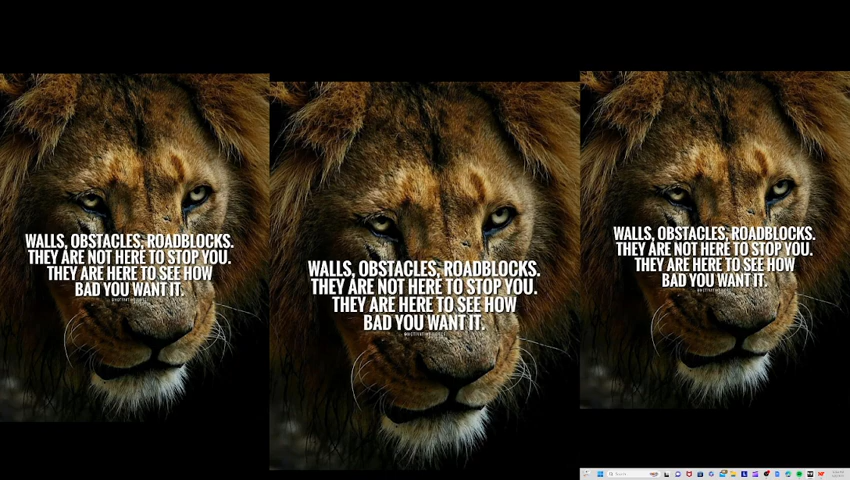 WALLS, OBSTACLES, ROADBLOCKS.
THEY ARE NOT HERE TO STOP YOU.
THEY ARE HERE TO SEE HOW
BAD YOU WANT IT.
WALLS, OBSTACLES, ROADBLOCKS.
THEY ARE NOT HERE TO STOP YOU.
THEY ARE HERE TO SEE HOW
BAD YOU WANT IT.
WALLS, OBSTACLES, ROADBLOCKS.
THEY ARE NOT HERE TO STOP YOU.
THEY ARE HERE TO SEE HOW
BAD YOU WANT IT.